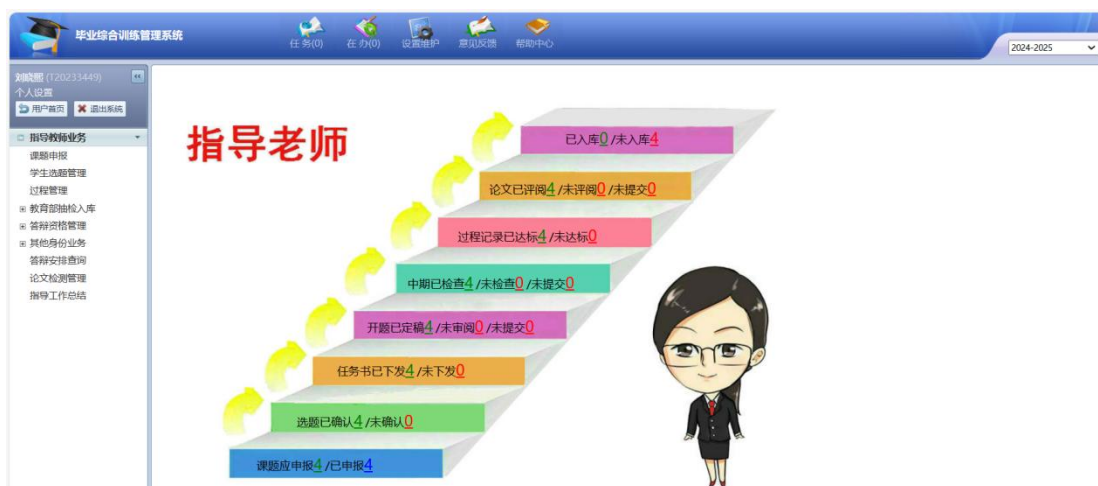 毕业综合训练管理系统
任务(0) 在办(0) 设置维护 意见反馈 帮助中心
2024-2025
刘晓熙 (T20233449)
个人设置
用户首页 退出系统
指导教师业务
课题申报
学生选题管理
过程管理
教育部抽检入库
答辩资格管理
其他身份业务
答辩安排查询
论文检测管理
指导工作总结
指导老师
已入库0/未入库4
论文已评阅4/未评阅0/未提交0
过程记录已达标4/未达标0
中期已检查4/未检查0/未提交0
开题已定稿4/未审阅0/未提交0
任务书已下发4/未下发0
选题已确认4/未确认0
课题应申报4/已申报4